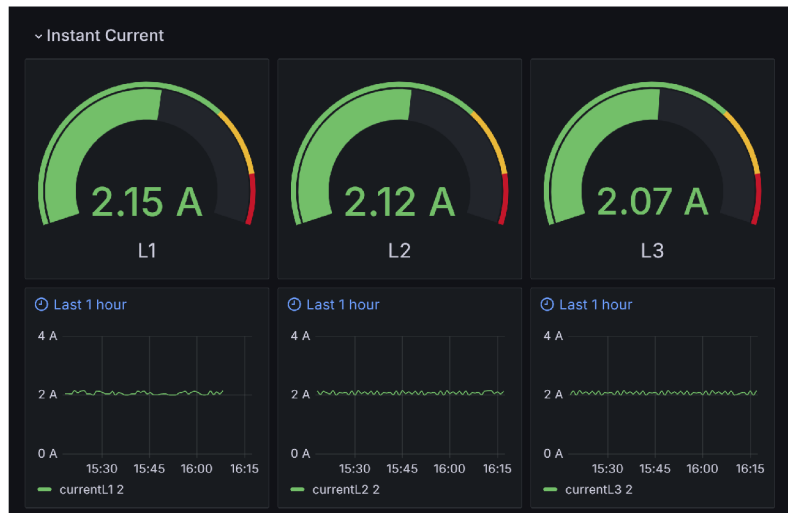 Instant Current
2.15 A
2.12 A
2.07 A
L1
L2
L3
Last 1 hour
4 A
2 A
0 A
15:30 15:45 16:00 16:15
currentL1 2
Last 1 hour
4 A
2 A
0 A
15:30 15:45 16:00 16:15
currentL2 2
Last 1 hour
4 A
2 A
0 A
15:30 15:45 16:00 16:15
currentL3 2